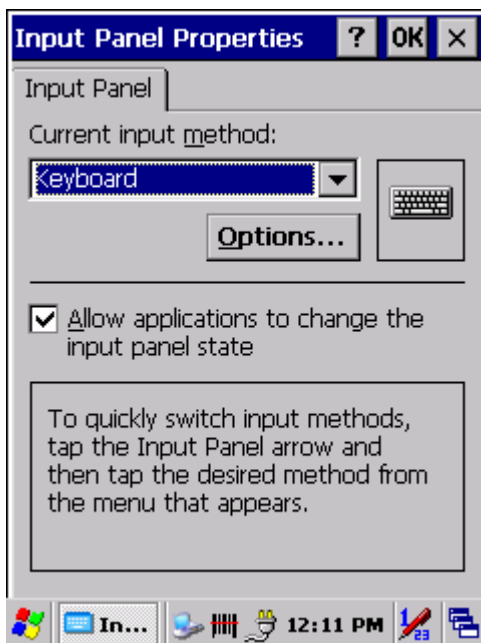 Input Panel Properties ? OK ×
Input Panel
Current input method:
Keyboard
Options...
Allow applications to change the
input panel state
To quickly switch input methods,
tap the Input Panel arrow and
then tap the desired method from
the menu that appears.
In... 12:11 PM 23